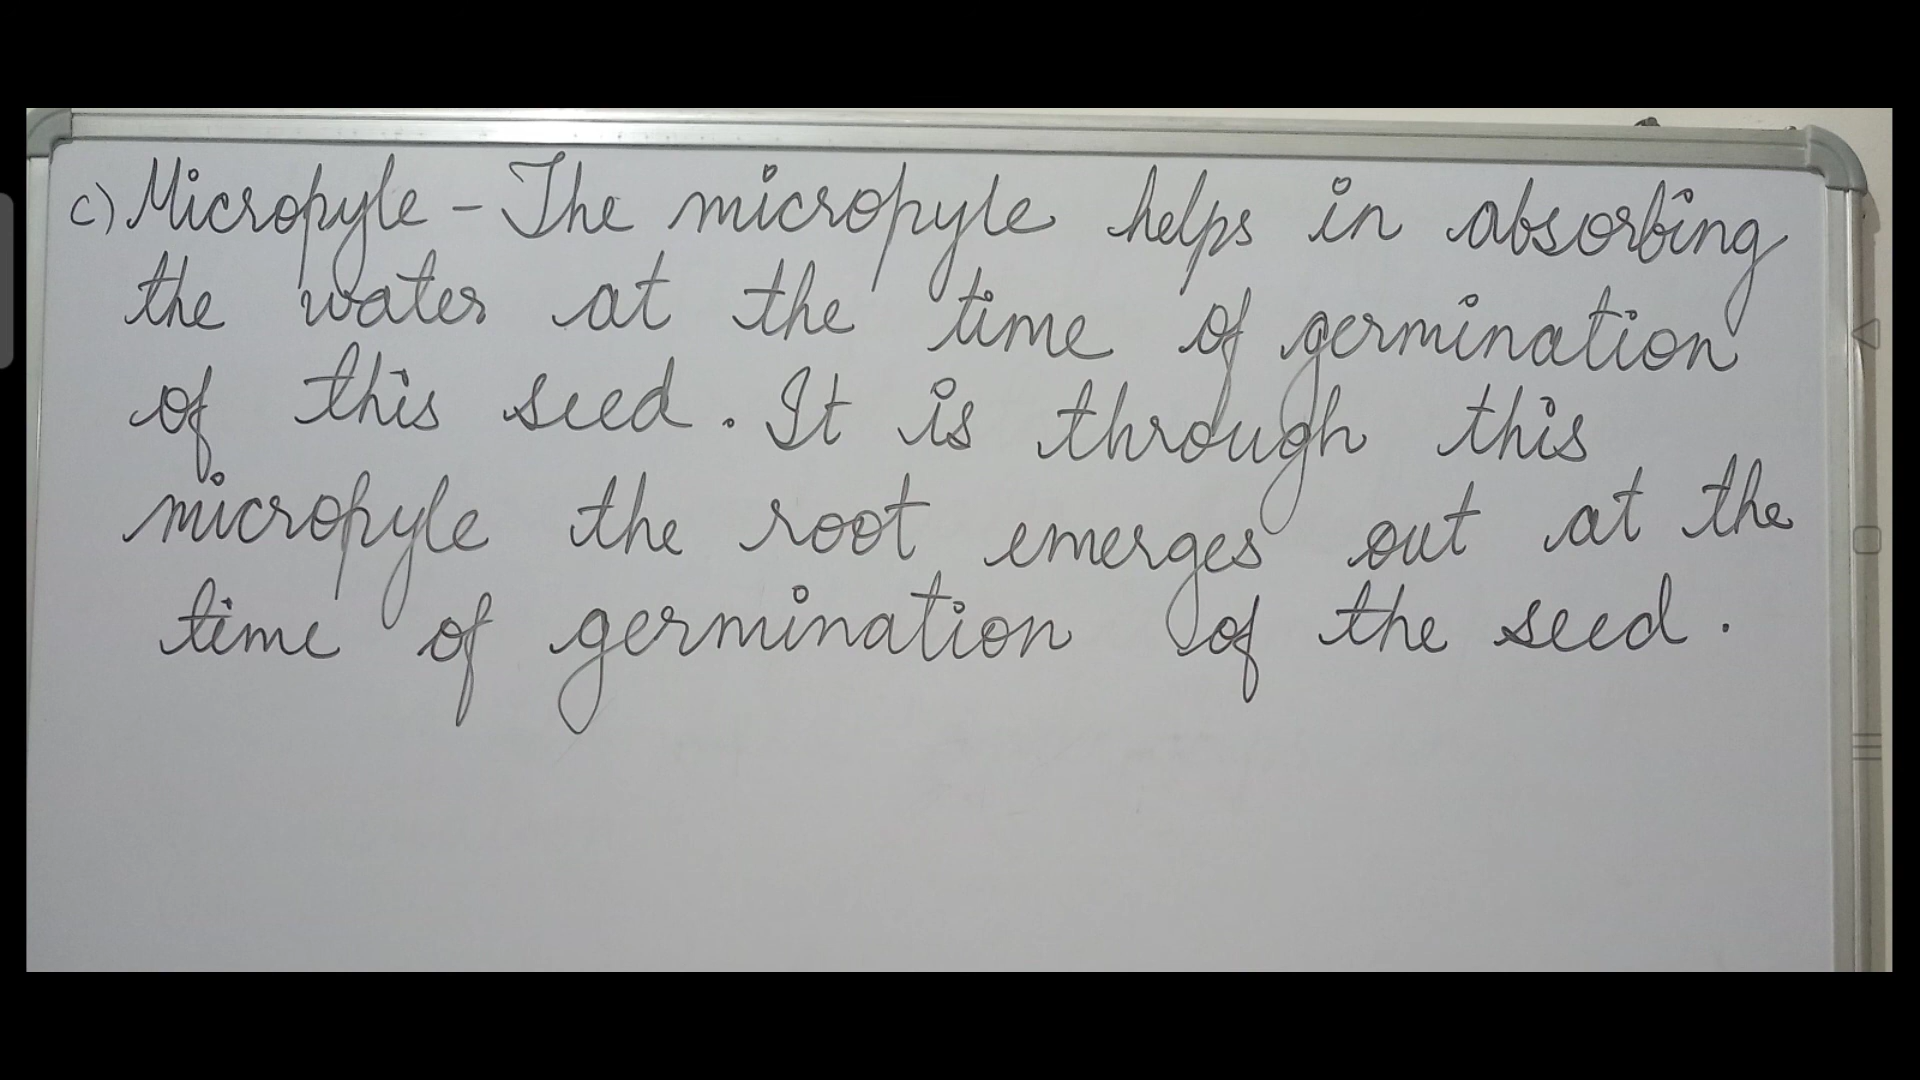 c) Micropyle - The micropyle helps in absorbing
the water at the time of germination
of this seed. It is through this
micropyle the root emerges out at the
time of germination of the seed.